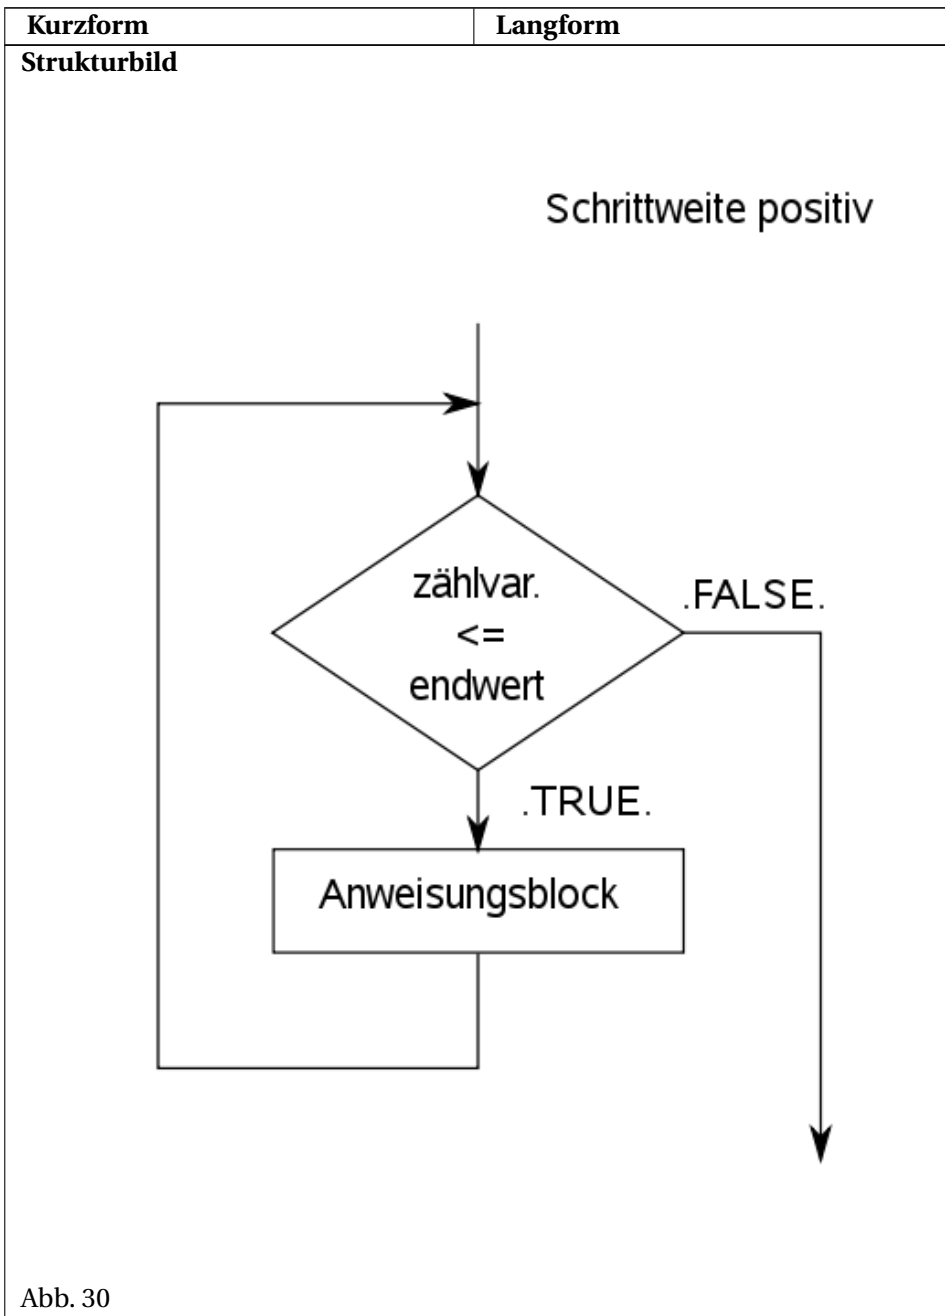 Kurzform Langform
Strukturbild
Schrittweite positiv
zählvar.
<=
endwert
.FALSE.
.TRUE.
Anweisungsblock
Abb. 30